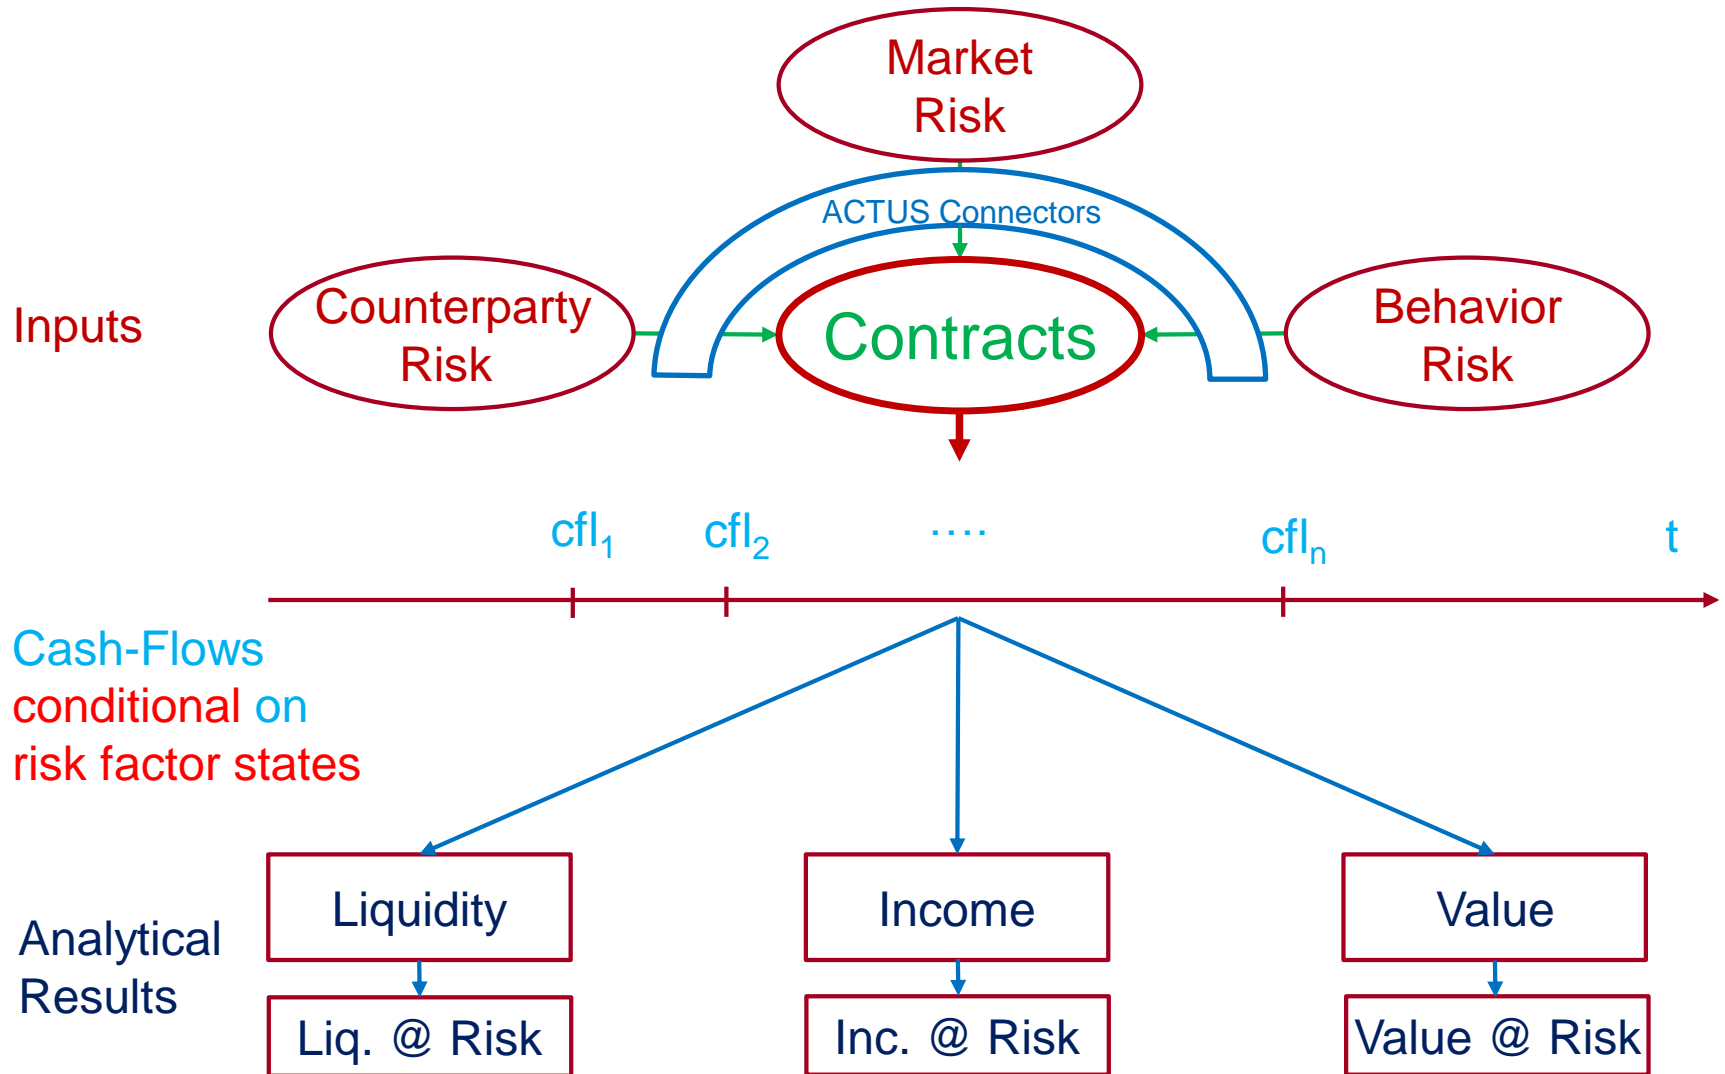 Market
Risk
ACTUS Connectors
Inputs
Counterparty
Risk
Contracts
Behavior
Risk
cfl₁ cfl₂ .... cflₙ t
Cash-Flows
conditional on
risk factor states
Analytical
Results
Liquidity Income Value
Liq. @ Risk Inc. @ Risk Value @ Risk